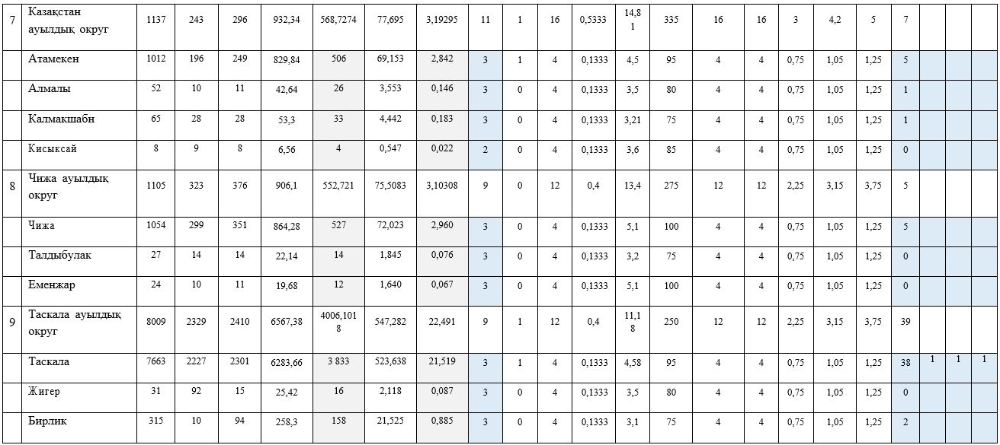 7 Казақстан ауылдық округ 1137 243 296 932,34 568,7274 77,695 3,19295 11 1 16 0,5333 14,81 335 16 16 3 4,2 5 7
Атамекен 1012 196 249 829,84 506 69,153 2,842 3 1 4 0,1333 4,5 95 4 4 0,75 1,05 1,25 5
Алмалы 52 10 11 42,64 26 3,553 0,146 3 0 4 0,1333 3,5 80 4 4 0,75 1,05 1,25 1
Калмакшабн 65 28 28 53,3 33 4,442 0,183 3 0 4 0,1333 3,21 75 4 4 0,75 1,05 1,25 1
Кисыксай 8 9 8 6,56 4 0,547 0,022 2 0 4 0,1333 3,6 85 4 4 0,75 1,05 1,25 0
8 Чижа ауылдық округ 1105 323 376 906,1 552,721 75,5083 3,10308 9 0 12 0,4 13,4 275 12 12 2,25 3,15 3,75 5
Чижа 1054 299 351 864,28 527 72,023 2,960 3 0 4 0,1333 5,1 100 4 4 0,75 1,05 1,25 5
Талдыбулак 27 14 14 22,14 14 1,845 0,076 3 0 4 0,1333 3,2 75 4 4 0,75 1,05 1,25 0
Еменжар 24 10 11 19,68 12 1,640 0,067 3 0 4 0,1333 5,1 100 4 4 0,75 1,05 1,25 0
9 Таскала ауылдық округ 8009 2329 2410 6567,38 4006,1018 547,282 22,491 9 1 12 0,4 11,18 250 12 12 2,25 3,15 3,75 39
Таскала 7663 2227 2301 6283,66 3 833 523,638 21,519 3 1 4 0,1333 4,58 95 4 4 0,75 1,05 1,25 38 1 1 1
Жигер 31 92 15 25,42 16 2,118 0,087 3 0 4 0,1333 3,5 80 4 4 0,75 1,05 1,25 0
Бирлик 315 10 94 258,3 158 21,525 0,885 3 0 4 0,1333 3,1 75 4 4 0,75 1,05 1,25 2